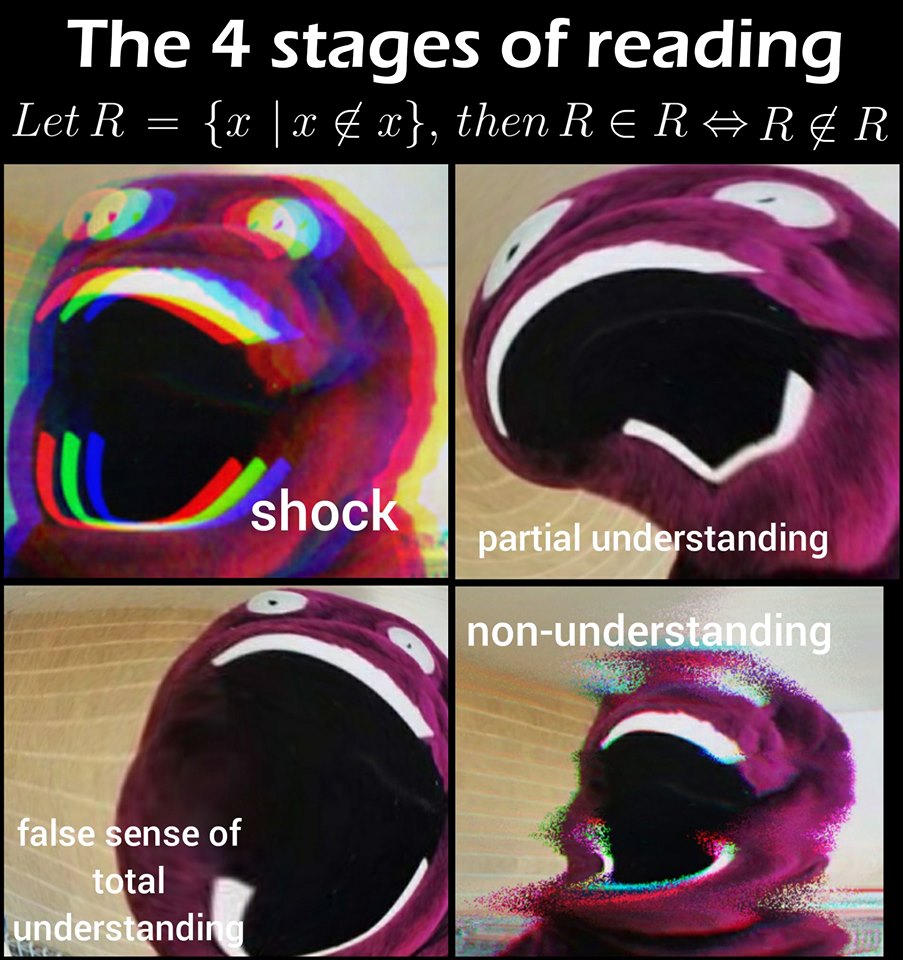 The 4 stages of reading
Let R = {x | x ∉ x}, then R ∈ R ⇔ R ∉ R
shock
partial understanding
false sense of
total
understanding
non-understanding